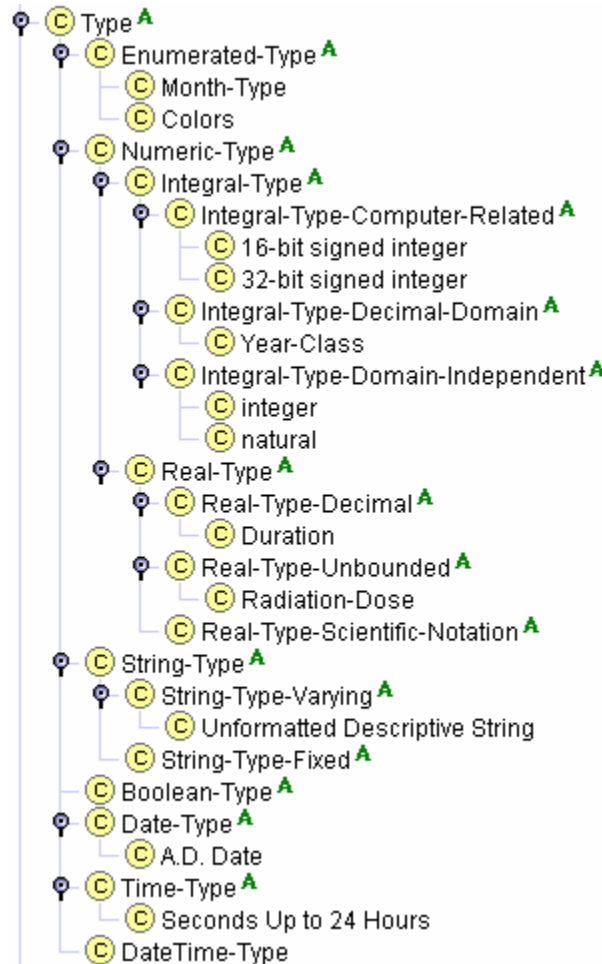 C Type A
C Enumerated-Type A
C Month-Type
C Colors
C Numeric-Type A
C Integral-Type A
C Integral-Type-Computer-Related A
C 16-bit signed integer
C 32-bit signed integer
C Integral-Type-Decimal-Domain A
C Year-Class
C Integral-Type-Domain-Independent A
C integer
C natural
C Real-Type A
C Real-Type-Decimal A
C Duration
C Real-Type-Unbounded A
C Radiation-Dose
C Real-Type-Scientific-Notation A
C String-Type A
C String-Type-Varying A
C Unformatted Descriptive String
C String-Type-Fixed A
C Boolean-Type A
C Date-Type A
C A.D. Date
C Time-Type A
C Seconds Up to 24 Hours
C DateTime-Type